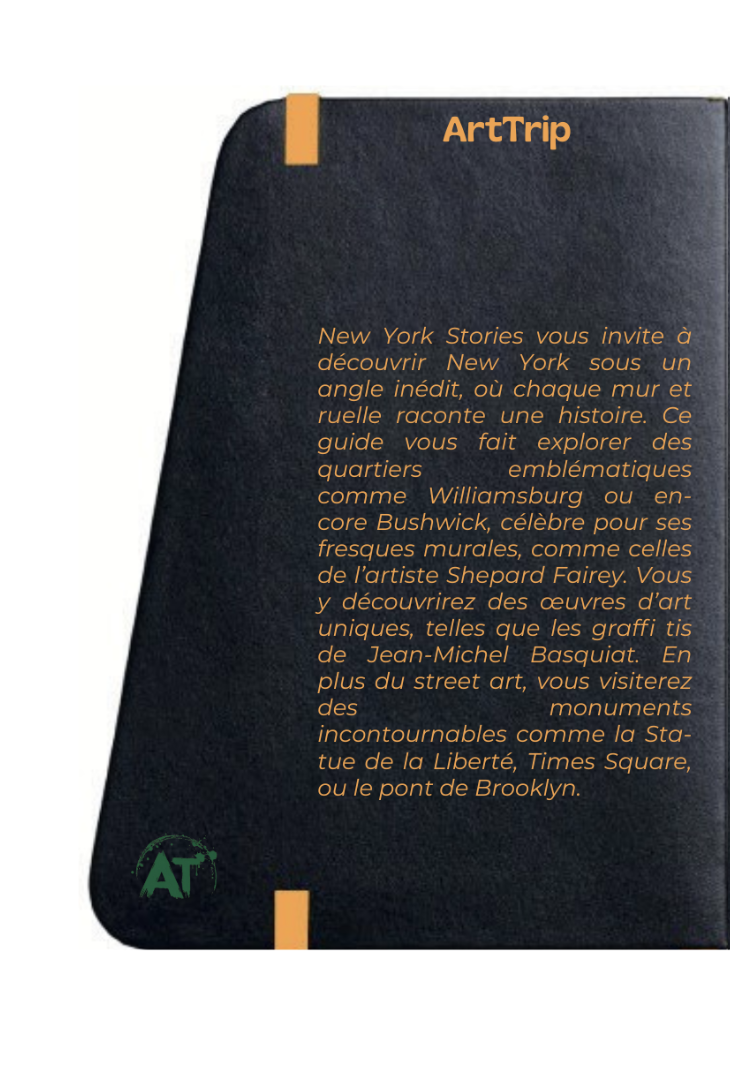 ArtTrip
New York Stories vous invite à
découvrir New York sous un
angle inédit, où chaque mur et
ruelle raconte une histoire. Ce
guide vous fait explorer des
quartiers emblématiques
comme Williamsburg ou en-
core Bushwick, célèbre pour ses
fresques murales, comme celles
de l’artiste Shepard Fairey. Vous
y découvrirez des œuvres d’art
uniques, telles que les graffi tis
de Jean-Michel Basquiat. En
plus du street art, vous visiterez
des monuments
incontournables comme la Sta-
tue de la Liberté, Times Square,
ou le pont de Brooklyn.
AT